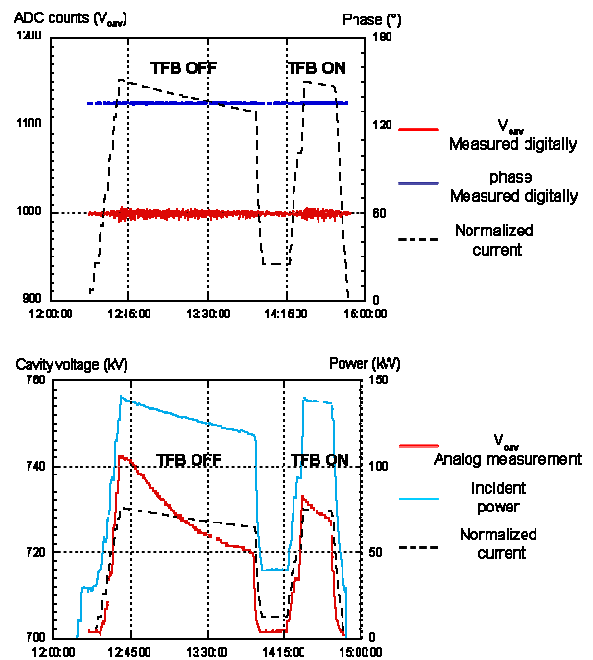 ADC counts (Vcav) Phase (°)
1200 180
TFB OFF TFB ON
1100 120
1000 60
900 0
12:00:00 12:16:00 13:30:00 14:16:00 16:00:00
Vcav
Measured digitally
phase
Measured digitally
Normalized
current
Cavity voltage (kV) Power (kW)
760 150
740 100
TFB OFF TFB ON
720 50
700 0
12:00:00 12:45:00 13:30:00 14:15:00 15:00:00
Vcav
Analog measurement
Incident
power
Normalized
current